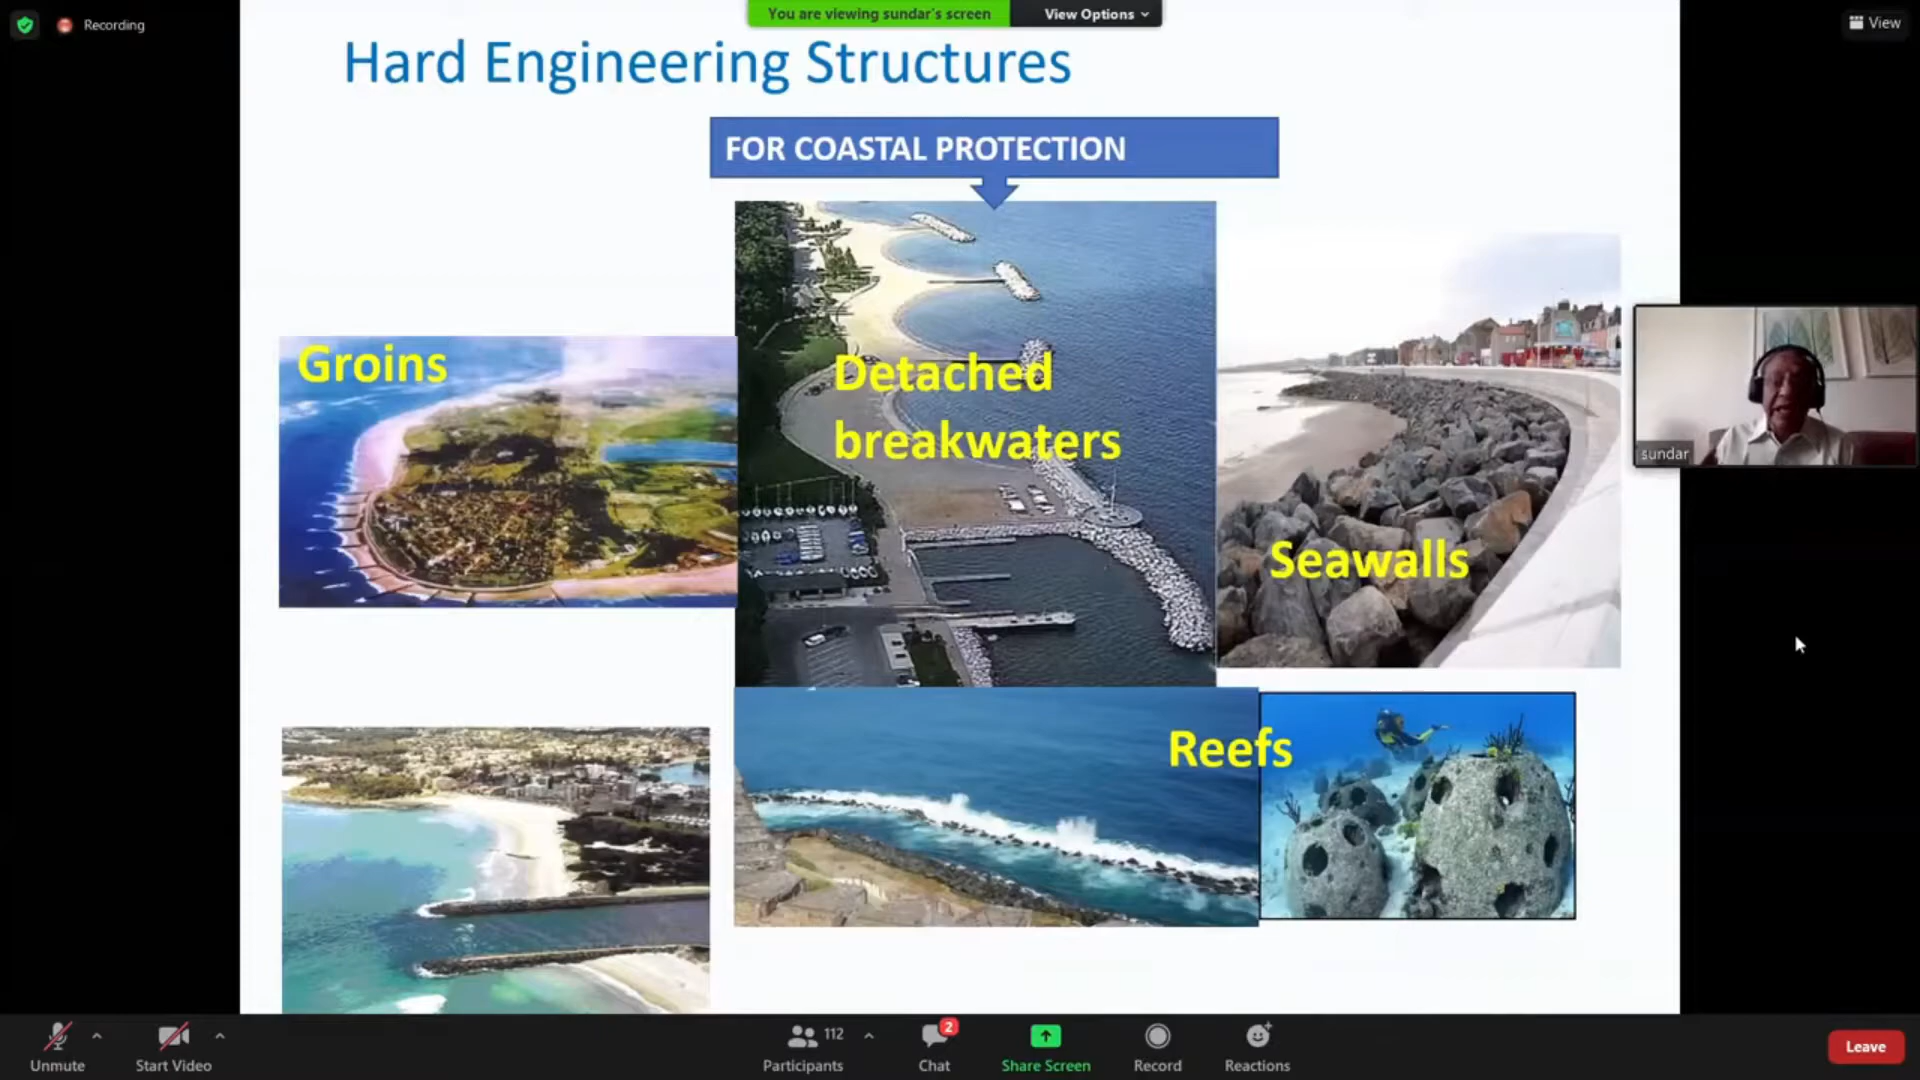 Recording
You are viewing sundar's screen
View Options
View
Hard Engineering Structures
FOR COASTAL PROTECTION
Groins
Detached
breakwaters
Seawalls
sundar
Reefs
Unmute
Start Video
112
Participants
2
Chat
Share Screen
Record
Reactions
Leave